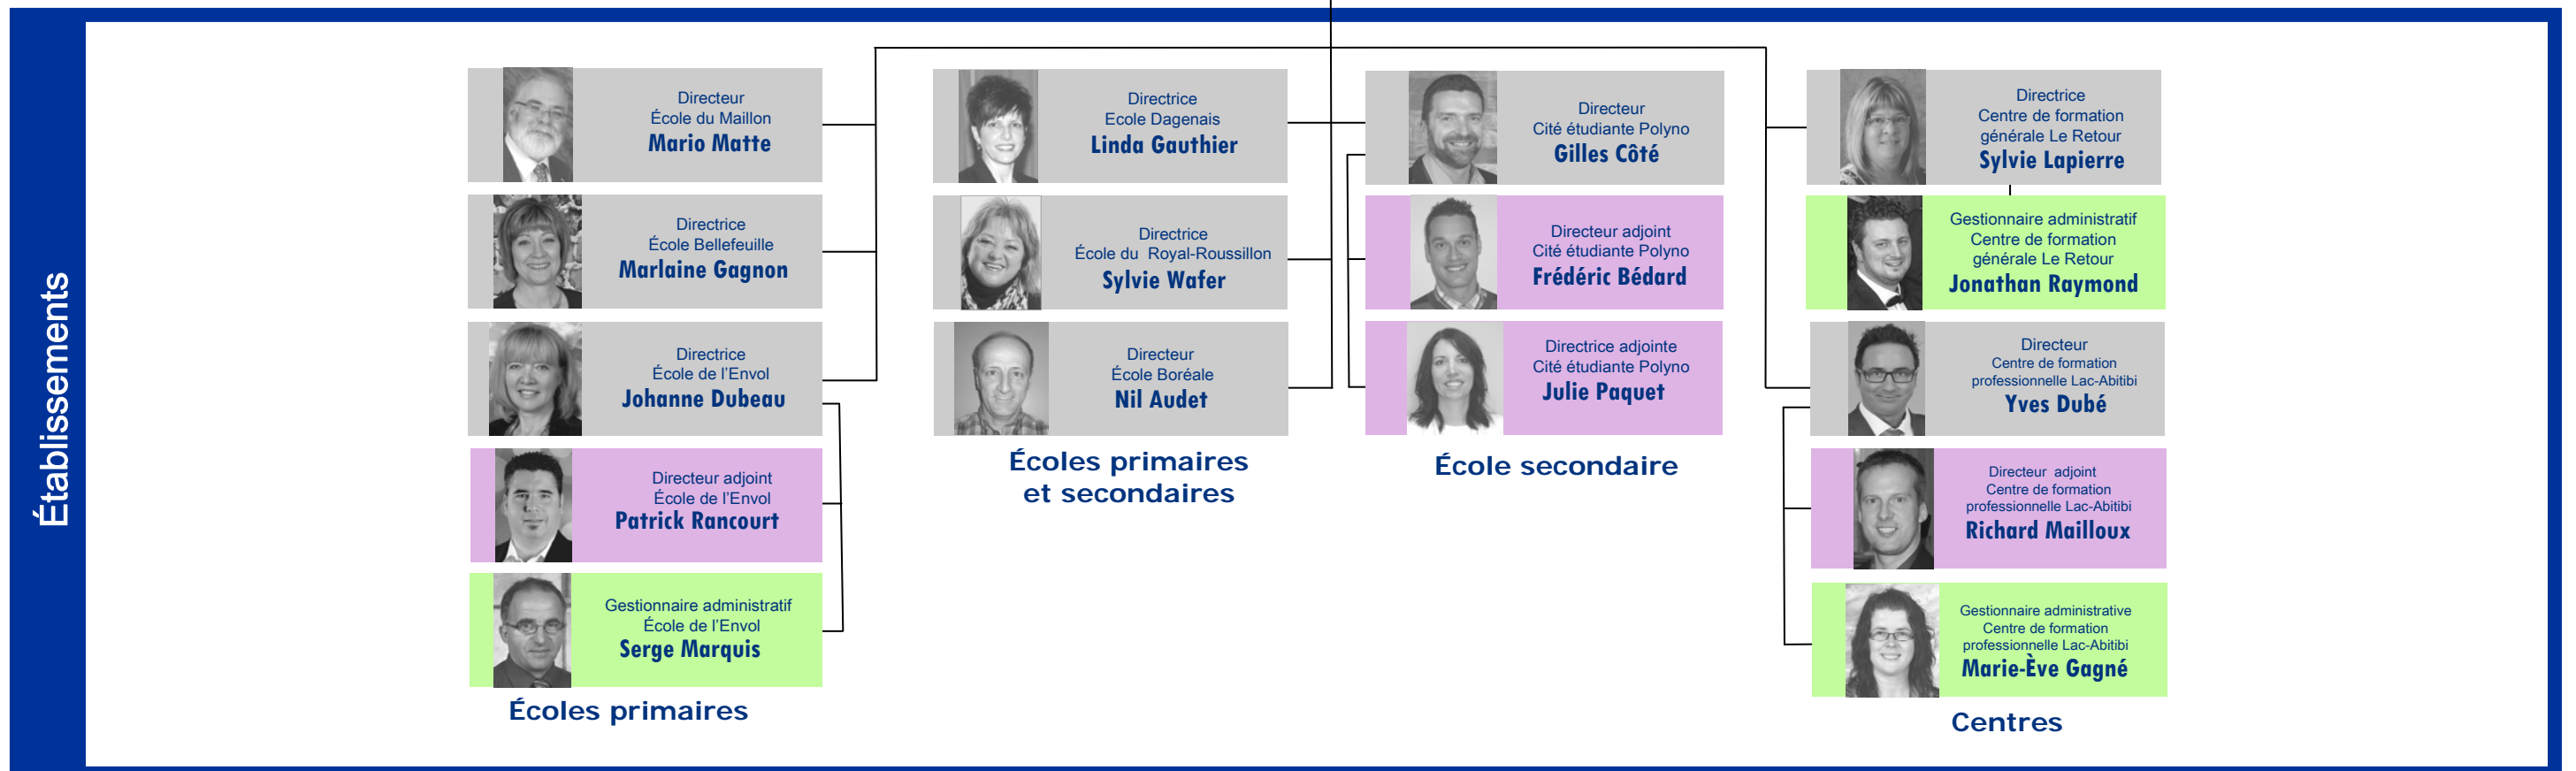 Établissements
Directeur
École du Maillon
Mario Matte
Directrice
École Bellefeuille
Marlaine Gagnon
Directrice
École de l'Envol
Johanne Dubeau
Directeur adjoint
École de l'Envol
Patrick Rancourt
Gestionnaire administratif
École de l'Envol
Serge Marquis
Écoles primaires
Directrice
Ecole Dagenais
Linda Gauthier
Directrice
École du  Royal-Roussillon
Sylvie Wafer
Directeur
École Boréale
Nil Audet
Écoles primaires
et secondaires
Directeur
Cité étudiante Polyno
Gilles Côté
Directeur adjoint
Cité étudiante Polyno
Frédéric Bédard
Directrice adjointe
Cité étudiante Polyno
Julie Paquet
École secondaire
Directrice
Centre de formation
générale Le Retour
Sylvie Lapierre
Gestionnaire administratif
Centre de formation
générale Le Retour
Jonathan Raymond
Directeur
Centre de formation
professionnelle Lac-Abitibi
Yves Dubé
Directeur  adjoint
Centre de formation
professionnelle Lac-Abitibi
Richard Mailloux
Gestionnaire administrative
Centre de formation
professionnelle Lac-Abitibi
Marie-Ève Gagné
Centres